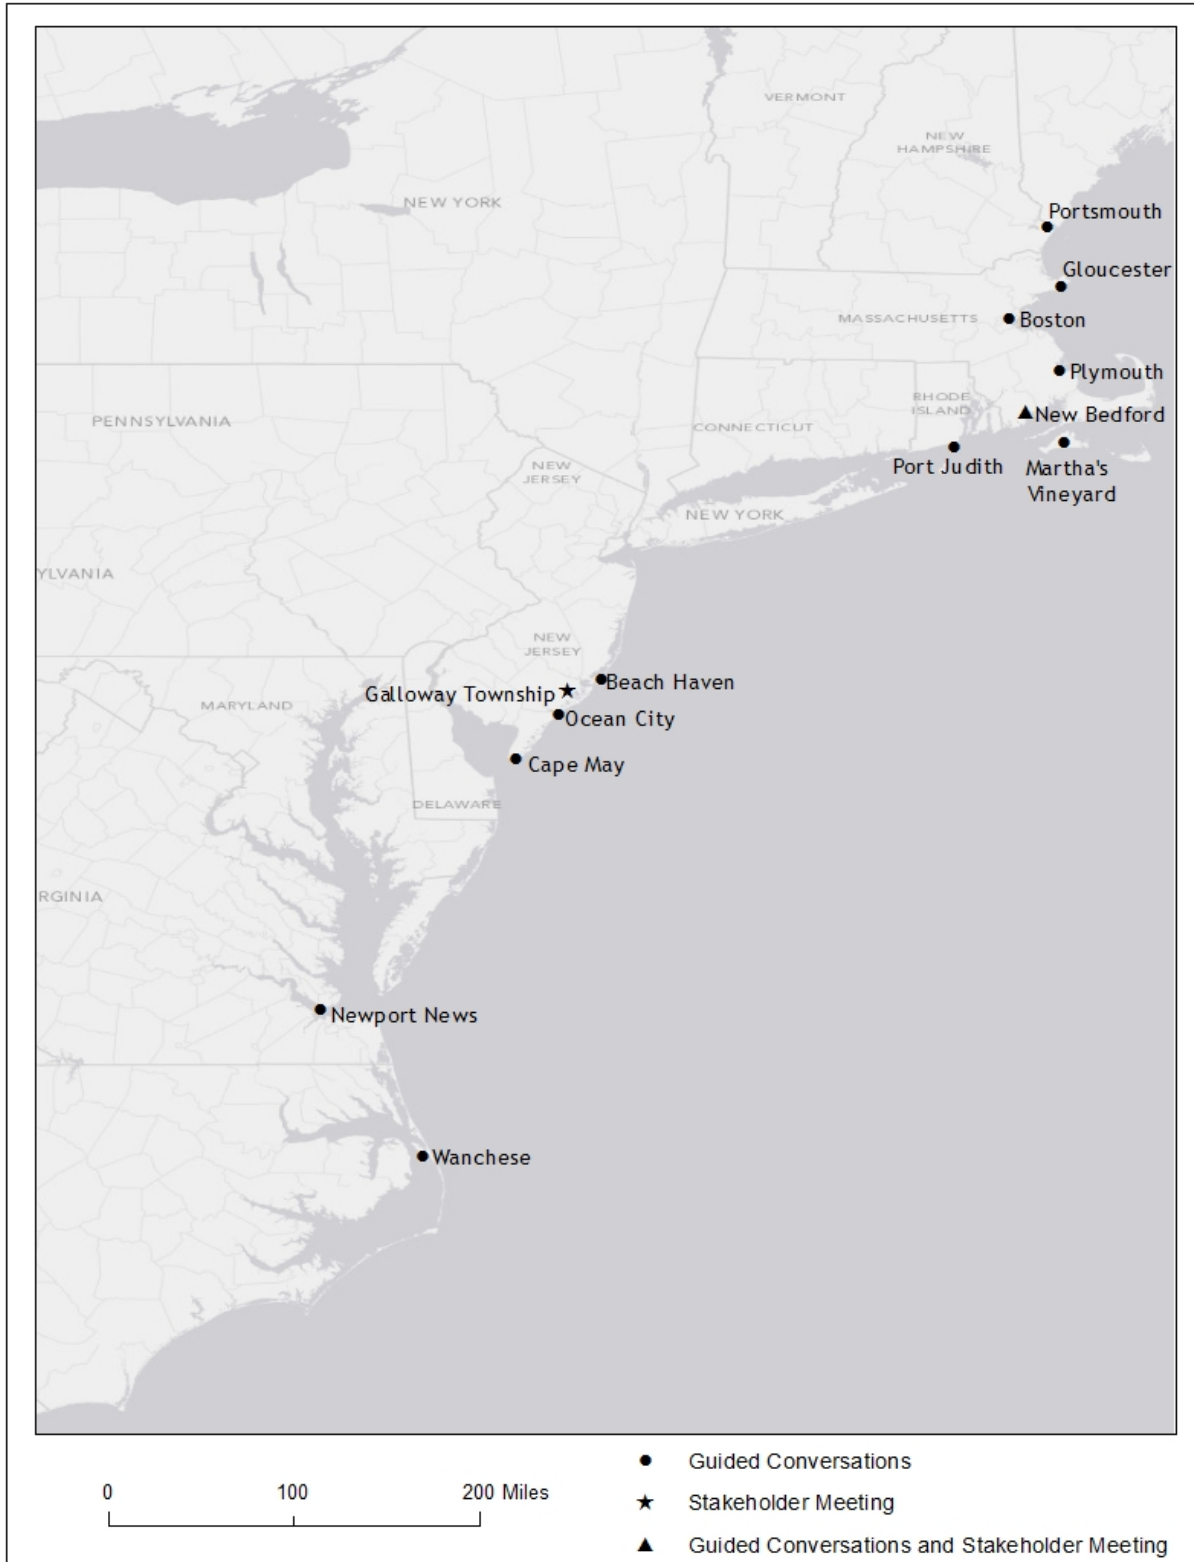 VERMONT
NEW
HAMPSHIRE
NEW YORK
Portsmouth
Gloucester
MASSACHUSETTS
Boston
Plymouth
RHODE
ISLAND
New Bedford
PENNSYLVANIA
CONNECTICUT
Port Judith
Martha's
Vineyard
NEW
JERSEY
NEW YORK
YLVANIA
NEW
JERSEY
Beach Haven
Galloway Township
MARYLAND
Ocean City
Cape May
DELAWARE
RGINIA
Newport News
Wanchese
0 100 200 Miles
Guided Conversations
Stakeholder Meeting
Guided Conversations and Stakeholder Meeting